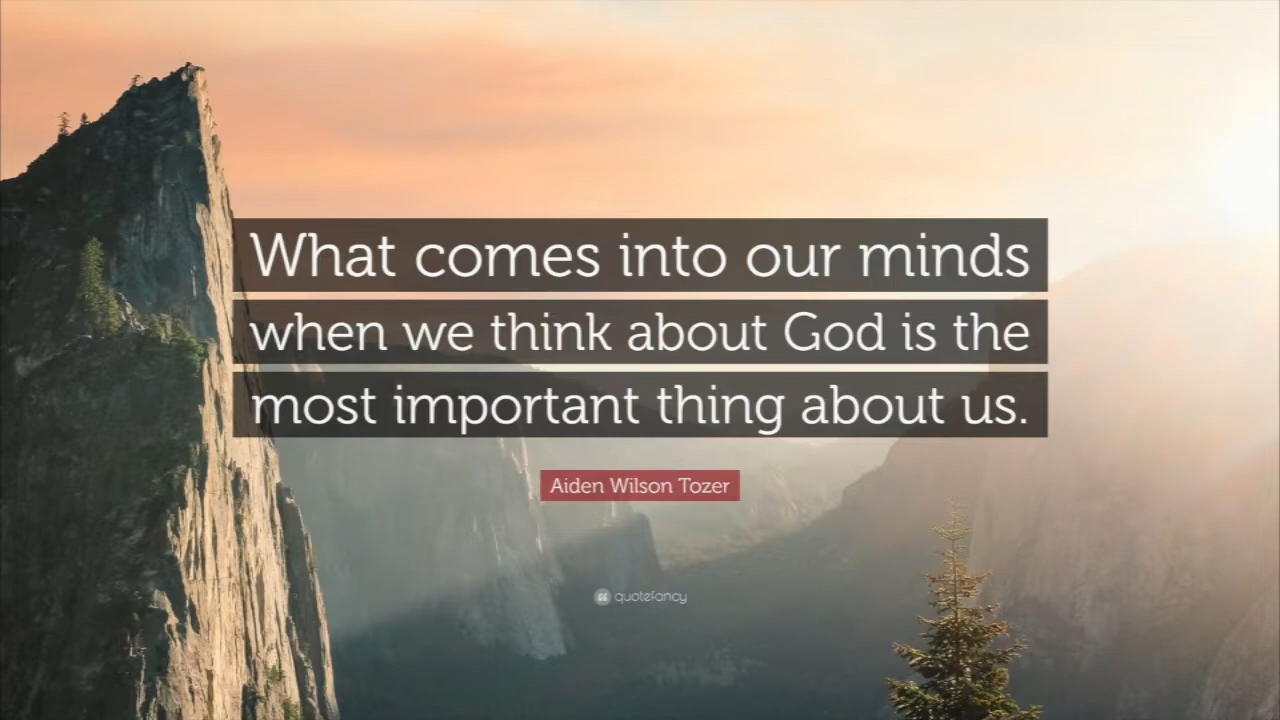 What comes into our minds
when we think about God is the
most important thing about us.
Aiden Wilson Tozer
quotefancy